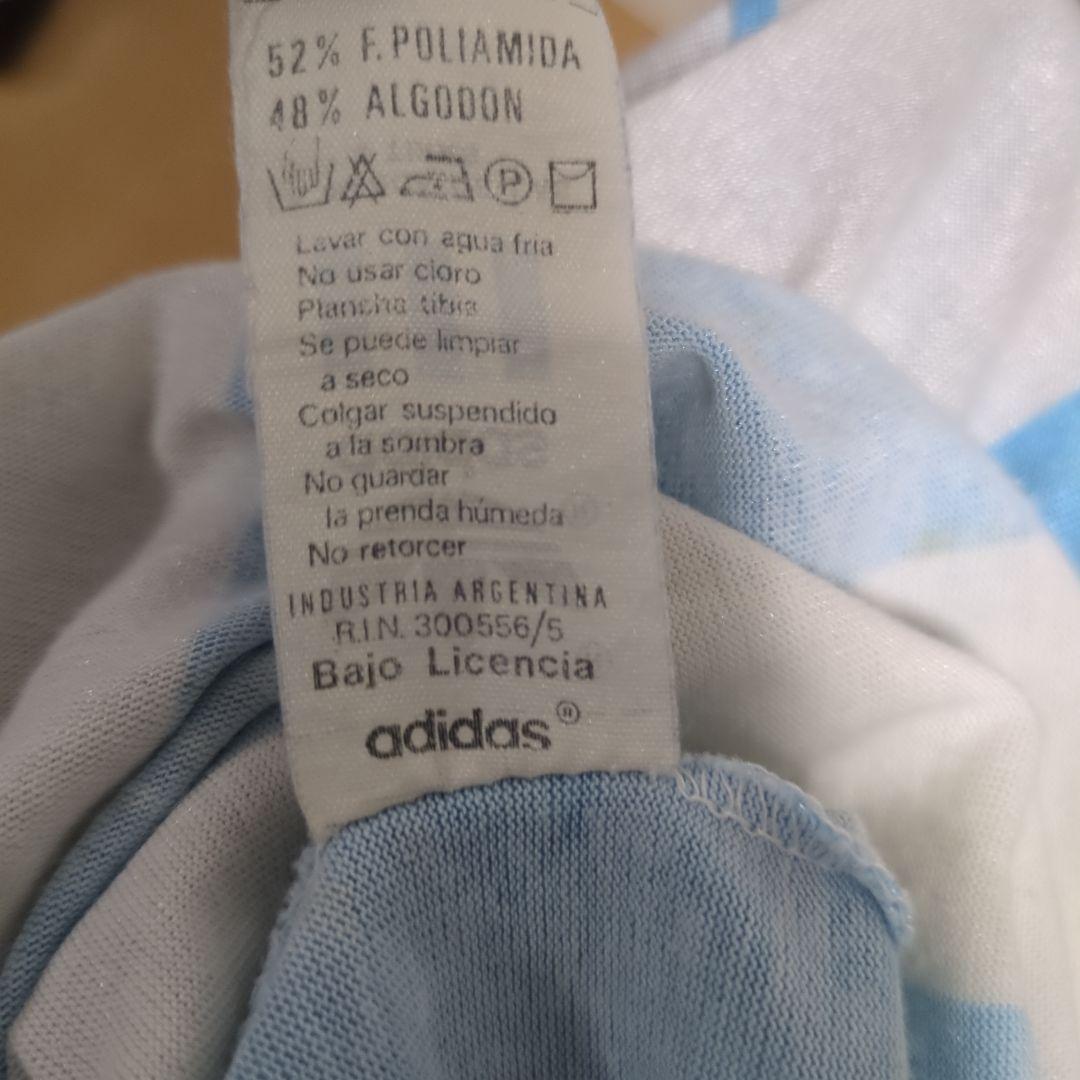 52% F.POLIAMIDA
48% ALGODON
P
Lavar con agua fria
No usar cloro
Plancha tibia
Se puede limpiar
a seco
Colgar suspendido
a la sombra
No guardar
la prenda húmeda
No retorcer
INDUSTRIA ARGENTINA
R.I.N. 300556/5
Bajo Licencia
adidas®